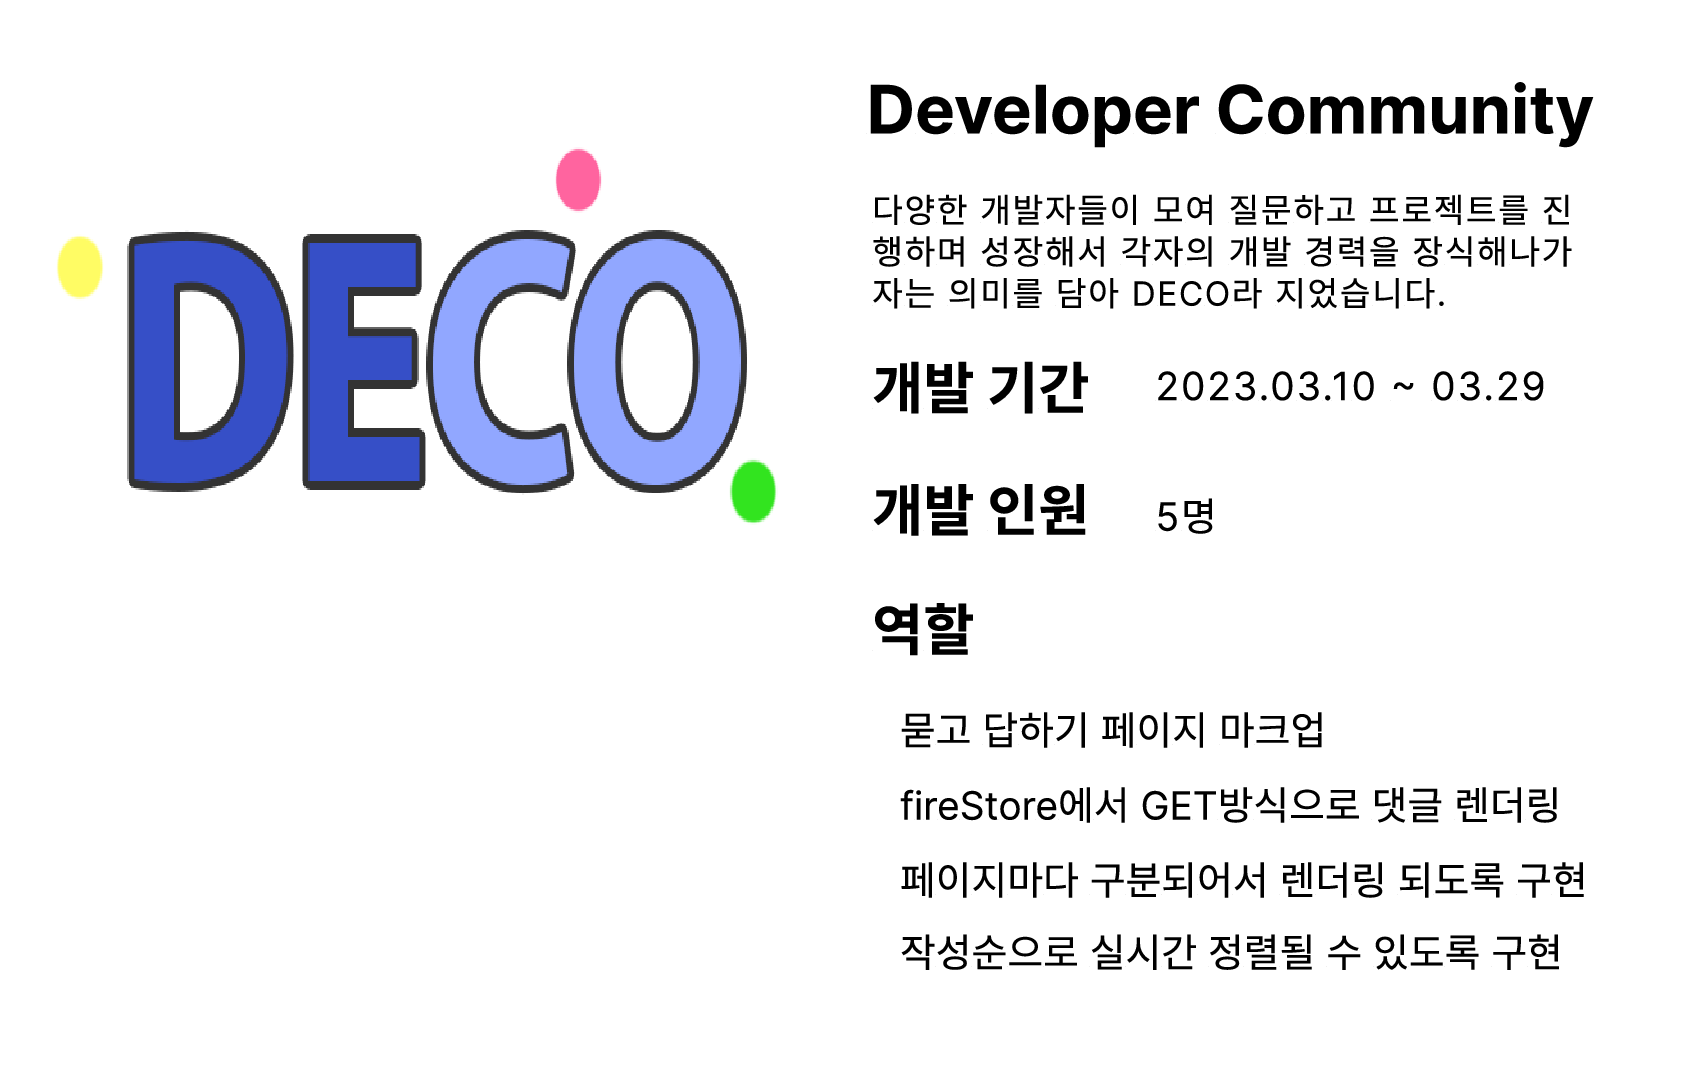 DECO
Developer Community
다양한 개발자들이 모여 질문하고 프로젝트를 진
행하며 성장해서 각자의 개발 경력을 장식해나가
자는 의미를 담아 DECO라 지었습니다.
개발 기간 2023.03.10 ~ 03.29
개발 인원 5명
역할
묻고 답하기 페이지 마크업
fireStore에서 GET방식으로 댓글 렌더링
페이지마다 구분되어서 렌더링 되도록 구현
작성순으로 실시간 정렬될 수 있도록 구현